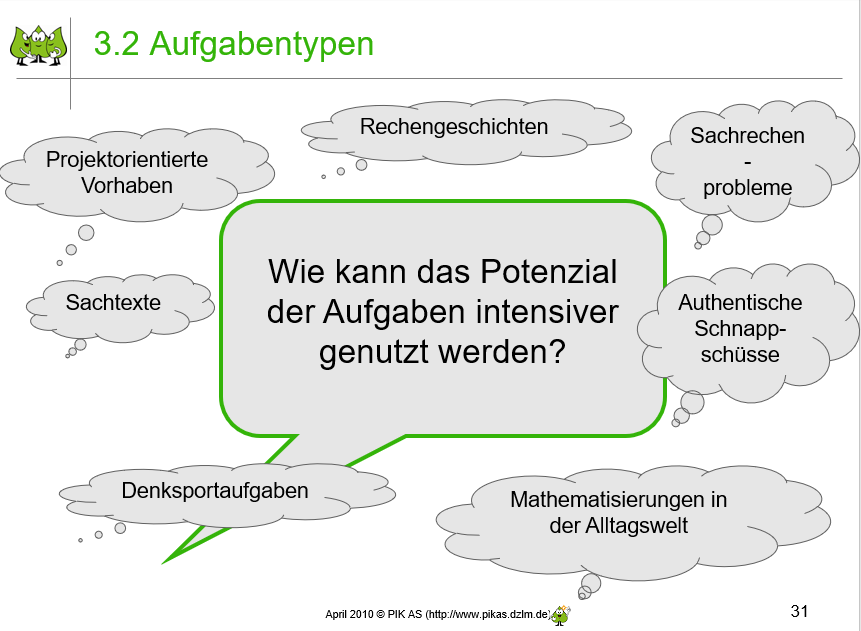 3.2 Aufgabentypen
Rechengeschichten
Projektorientierte
Vorhaben
Sachrechen
-
probleme
Wie kann das Potenzial
der Aufgaben intensiver
genutzt werden?
Sachtexte
Authentische
Schnapp-
schüsse
Denksportaufgaben
Mathematisierungen in
der Alltagswelt
April 2010 © PIK AS (http://www.pikas.dzlm.de)
31